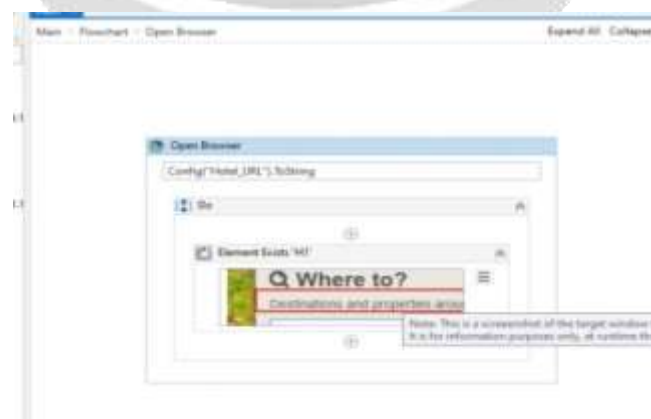 Main Flowchart Open Browser
Expand All Collapse
Open Browser
Config("Hotel_URL").ToString
Do
Element Exists 'H1'
Where to?
Destinations and properties arou
Note: This is a screenshot of the target window
It is for information purposes only, at runtime the